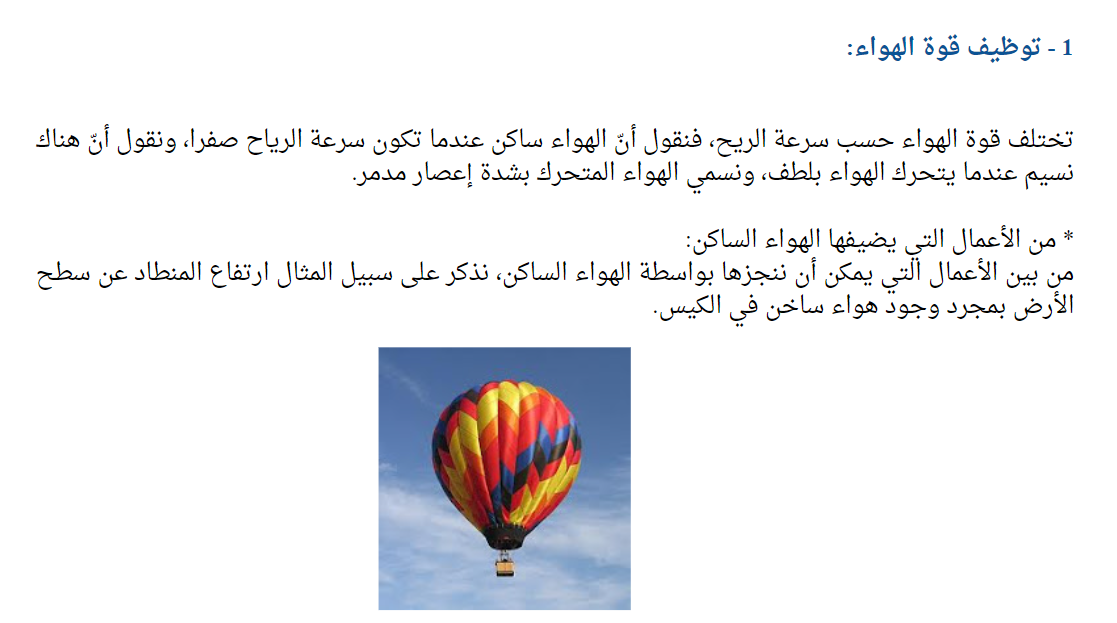 1 - توظيف قوة الهواء:
تختلف قوة الهواء حسب سرعة الريح، فنقول أنّ الهواء ساكن عندما تكون سرعة الرياح صفرا، ونقول أنّ هناك
نسيم عندما يتحرك الهواء بلطف، ونسمي الهواء المتحرك بشدة إعصار مدمر.
* من الأعمال التي يضيفها الهواء الساكن:
من بين الأعمال التي يمكن أن ننجزها بواسطة الهواء الساكن، نذكر على سبيل المثال ارتفاع المنطاد عن سطح
الأرض بمجرد وجود هواء ساخن في الكيس.